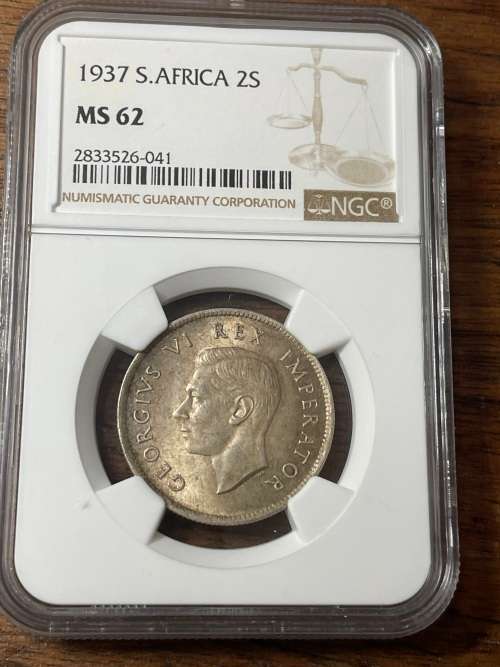 1937 S.AFRICA 2S
MS 62
2833526-041
NUMISMATIC GUARANTY CORPORATION
NGC®
GEORGIVS VI REX IMPERATOR